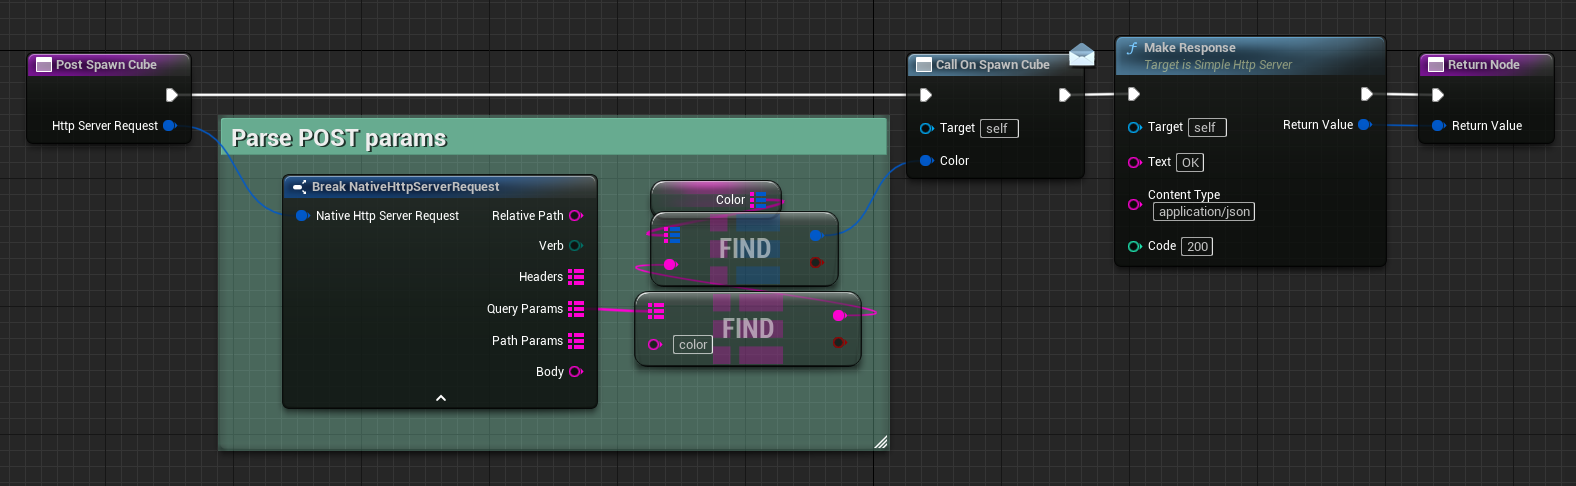 Post Spawn Cube
Http Server Request
Parse POST params
Break NativeHttpServerRequest
Native Http Server Request
Relative Path
Verb
Headers
Query Params
Path Params
Body
Color
FIND
FIND
color
Call On Spawn Cube
Target self
Color
Make Response
Target is Simple Http Server
Target self
Return Value
Text OK
Content Type
application/json
Code 200
Return Node
Return Value